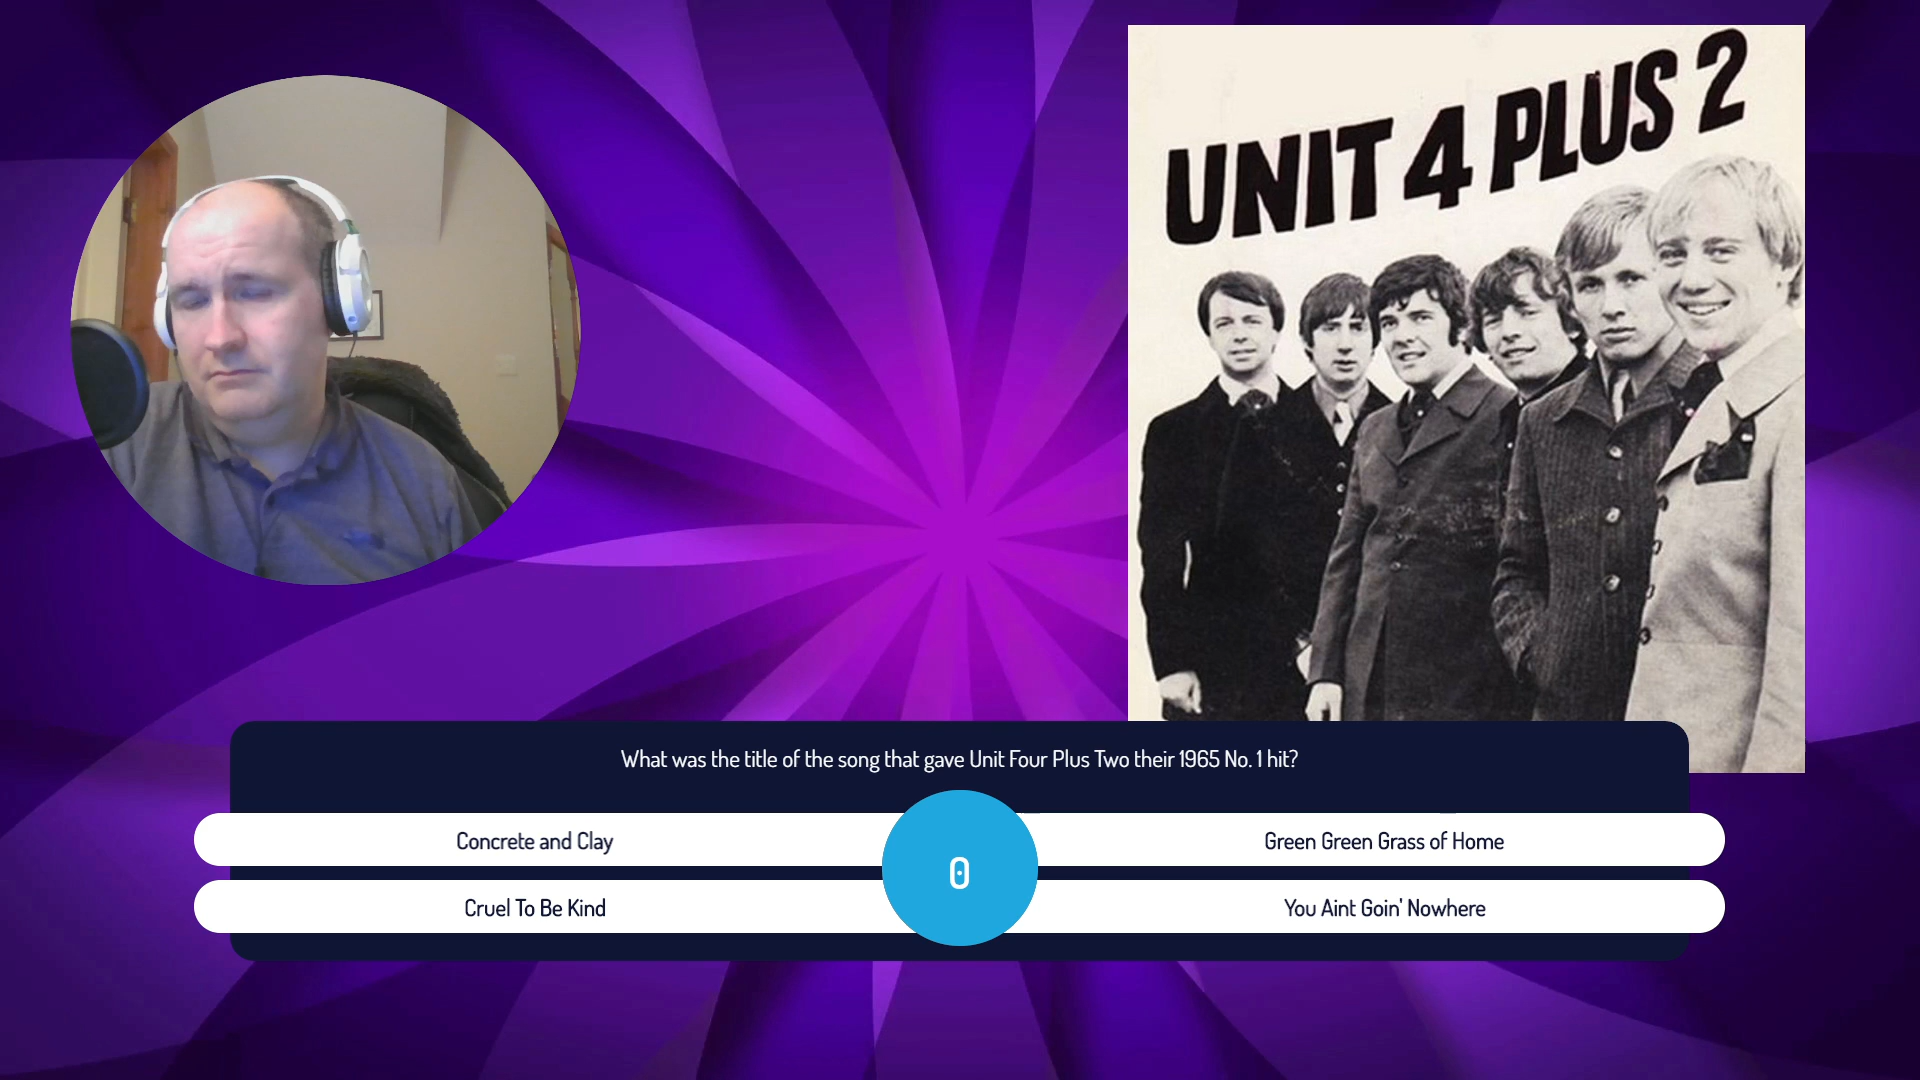 UNIT 4 PLUS 2
What was the title of the song that gave Unit Four Plus Two their 1965 No. 1 hit?
Concrete and Clay
Green Green Grass of Home
0
Cruel To Be Kind
You Aint Goin' Nowhere